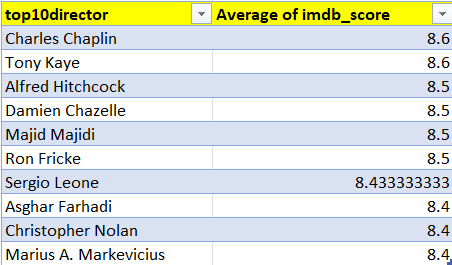 top10director Average of imdb_score
Charles Chaplin 8.6
Tony Kaye 8.6
Alfred Hitchcock 8.5
Damien Chazelle 8.5
Majid Majidi 8.5
Ron Fricke 8.5
Sergio Leone 8.433333333
Asghar Farhadi 8.4
Christopher Nolan 8.4
Marius A. Markevicius 8.4